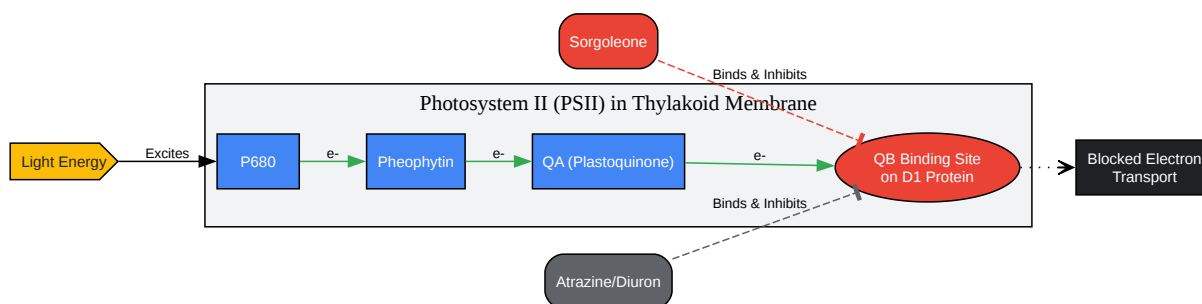 Sorgoleone
Binds & Inhibits
Photosystem II (PSII) in Thylakoid Membrane
Light Energy
Excites
P680
e-
Pheophytin
e-
QA (Plastoquinone)
e-
QB Binding Site
on D1 Protein
Blocked Electron
Transport
Binds & Inhibits
Atrazine/Diuron